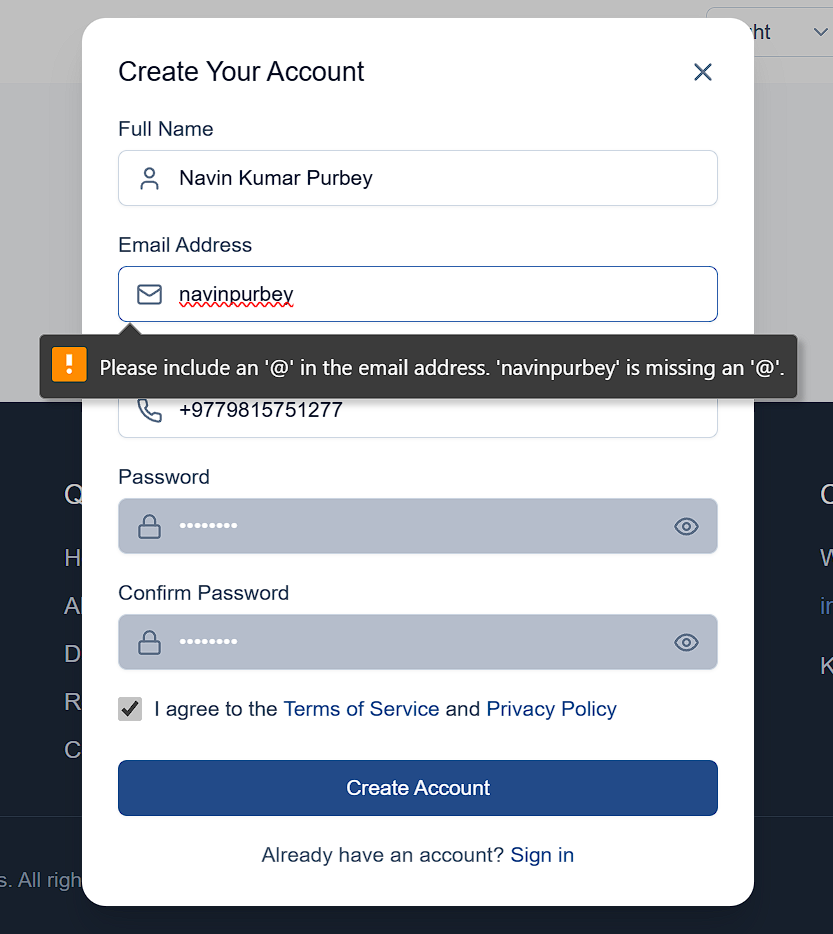 ht
Create Your Account
Full Name
Navin Kumar Purbey
Email Address
navinpurbey
Please include an '@' in the email address. 'navinpurbey' is missing an '@'.
+9779815751277
Password
••••••••
Confirm Password
••••••••
I agree to the Terms of Service and Privacy Policy
Create Account
Already have an account? Sign in
s. All righ